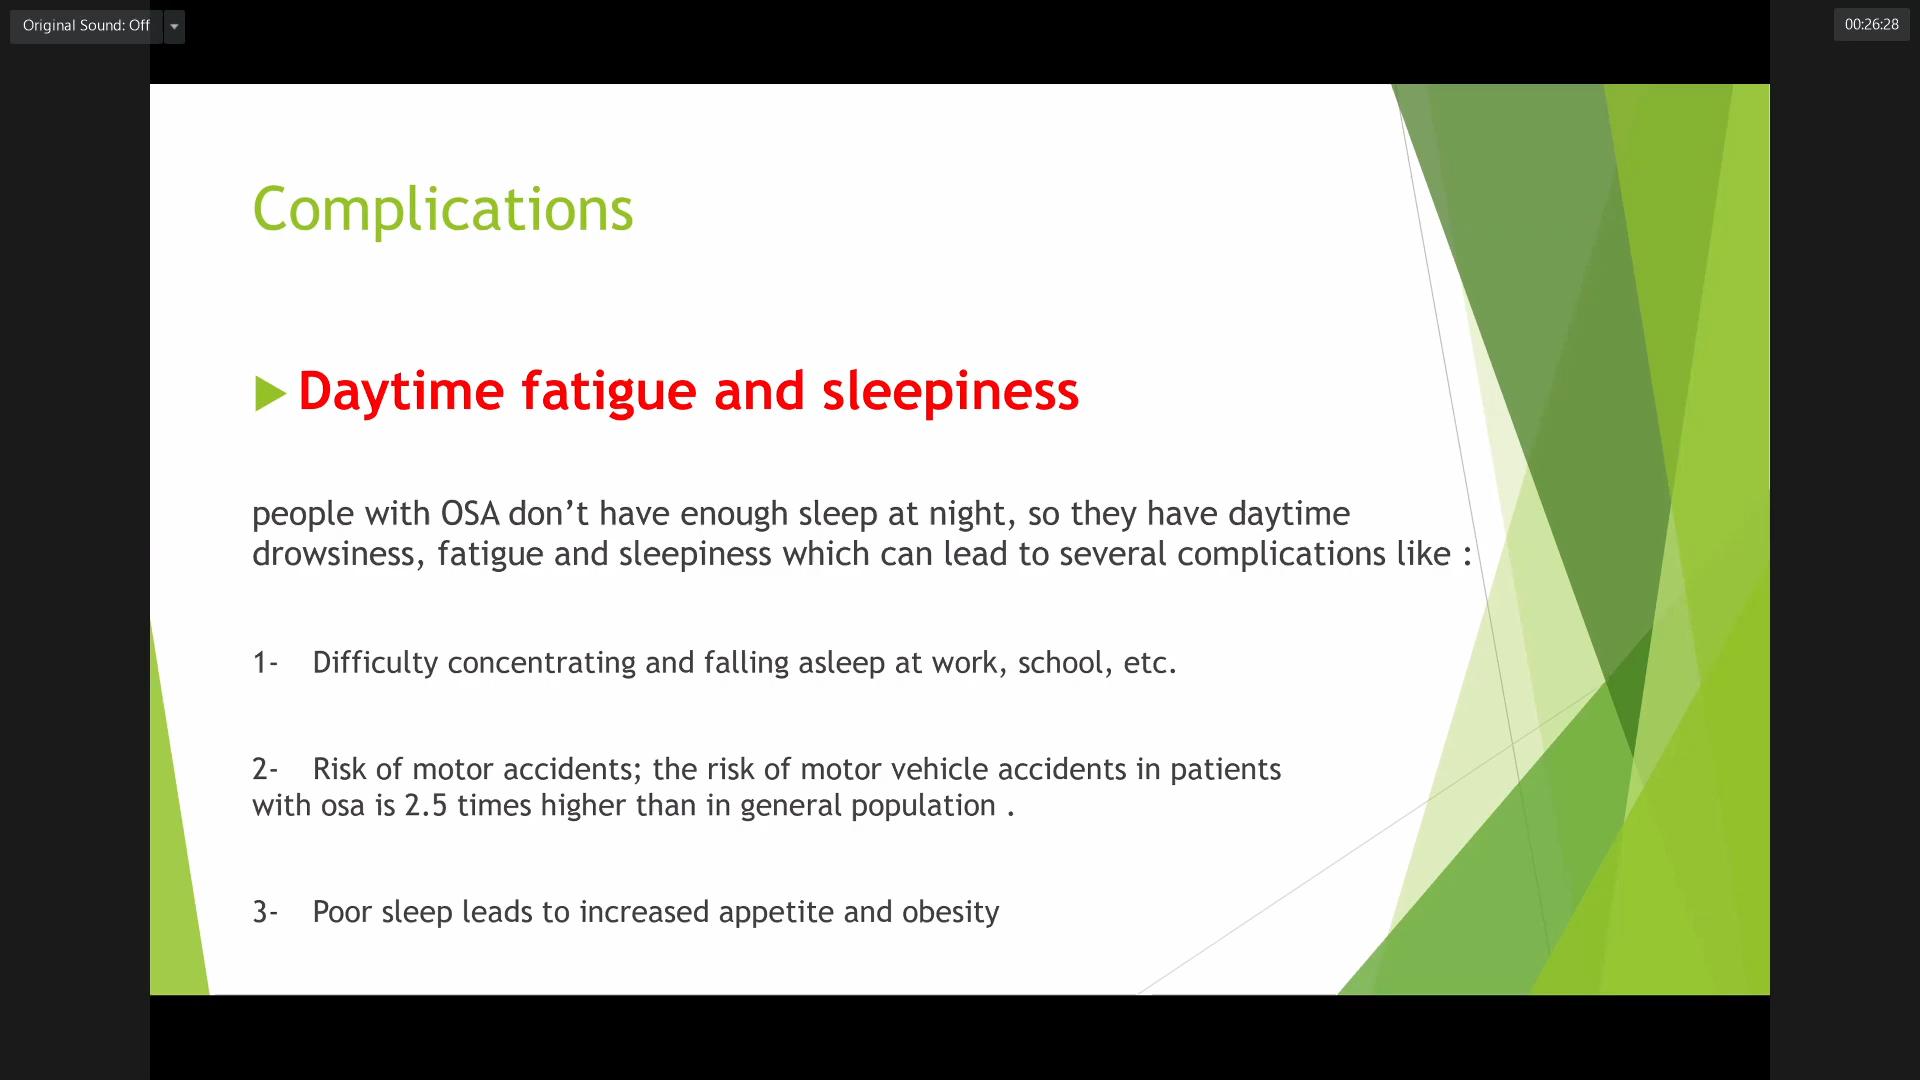 Original Sound: Off
00:26:28
Complications
Daytime fatigue and sleepiness
people with OSA don’t have enough sleep at night, so they have daytime
drowsiness, fatigue and sleepiness which can lead to several complications like :
1- Difficulty concentrating and falling asleep at work, school, etc.
2- Risk of motor accidents; the risk of motor vehicle accidents in patients
with osa is 2.5 times higher than in general population .
3- Poor sleep leads to increased appetite and obesity